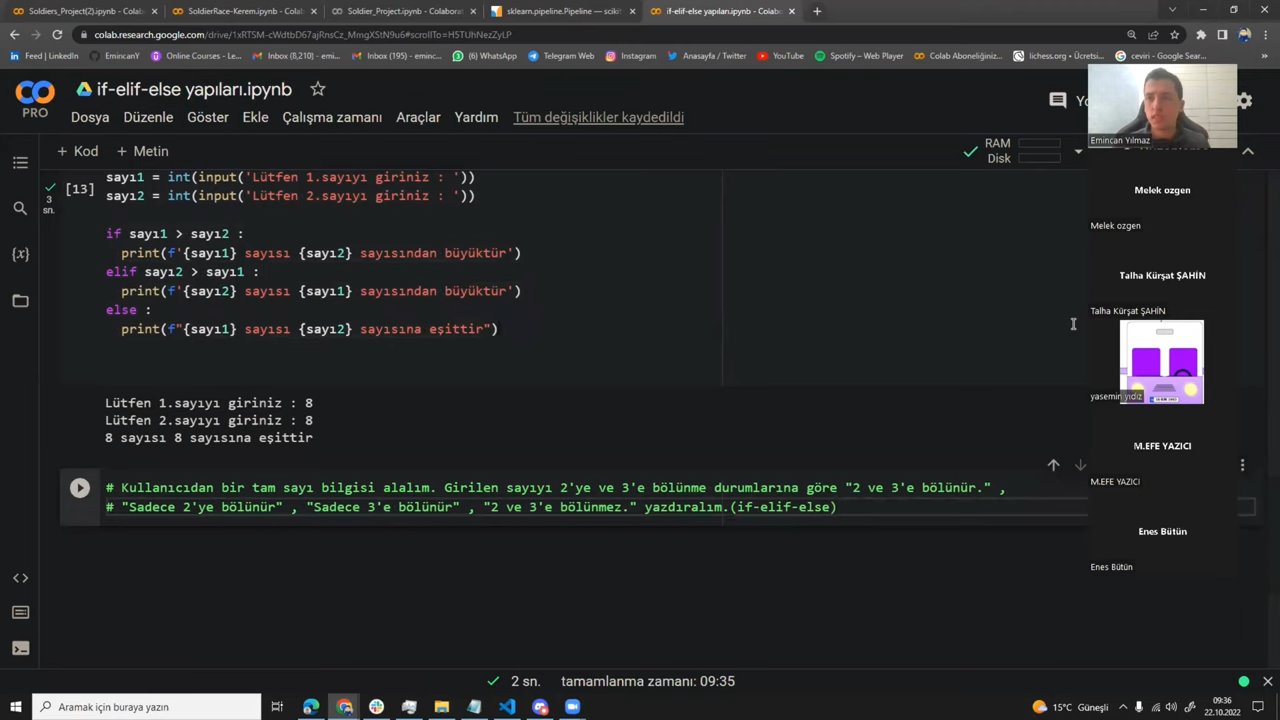 Soldiers_Project(2).ipynb - Colab
SoldierRace-Kerem.ipynb - Colab
Soldier_Project.ipynb - Colabora
sklearn.pipeline.Pipeline — scikit
if-elif-else yapıları.ipynb - Colabo
colab.research.google.com/drive/1xRTSM-cWdtbD67ajRnsCz_MmgXStN9u6#scrollTo=H5TUhNezZyLP
Feed | LinkedIn
EmincanY
Online Courses - Le...
Inbox (8,210) - emi...
Inbox (195) - eminc...
(6) WhatsApp
Telegram Web
Instagram
Anasayfa / Twitter
YouTube
Spotify – Web Player
Colab Aboneliğiniz...
lichess.org • Ücretsi...
ceviri - Google Sear...
PRO
if-elif-else yapıları.ipynb
Dosya Düzenle Göster Ekle Çalışma zamanı Araçlar Yardım Tüm değişiklikler kaydedildi
+ Kod + Metin
RAM
Disk
[13]
3
sn.
sayı1 = int(input('Lütfen 1.sayıyı giriniz : '))
sayı2 = int(input('Lütfen 2.sayıyı giriniz : '))
if sayı1 > sayı2 :
print(f'{sayı1} sayısı {sayı2} sayısından büyüktür')
elif sayı2 > sayı1 :
print(f'{sayı2} sayısı {sayı1} sayısından büyüktür')
else :
print(f"{sayı1} sayısı {sayı2} sayısına eşittir")
Lütfen 1.sayıyı giriniz : 8
Lütfen 2.sayıyı giriniz : 8
8 sayısı 8 sayısına eşittir
# Kullanıcıdan bir tam sayı bilgisi alalım. Girilen sayıyı 2'ye ve 3'e bölünme durumlarına göre "2 ve 3'e bölünür." ,
# "Sadece 2'ye bölünür" , "Sadece 3'e bölünür" , "2 ve 3'e bölünmez." yazdıralım.(if-elif-else)
Emincan Yılmaz
Melek ozgen
Melek ozgen
Talha Kürşat ŞAHİN
Talha Kürşat ŞAHİN
yasemin yıdız
M.EFE YAZICI
M.EFE YAZICI
Enes Bütün
Enes Bütün
2 sn. tamamlanma zamanı: 09:35
Aramak için buraya yazın
15°C Güneşli
09:36
22.10.2022